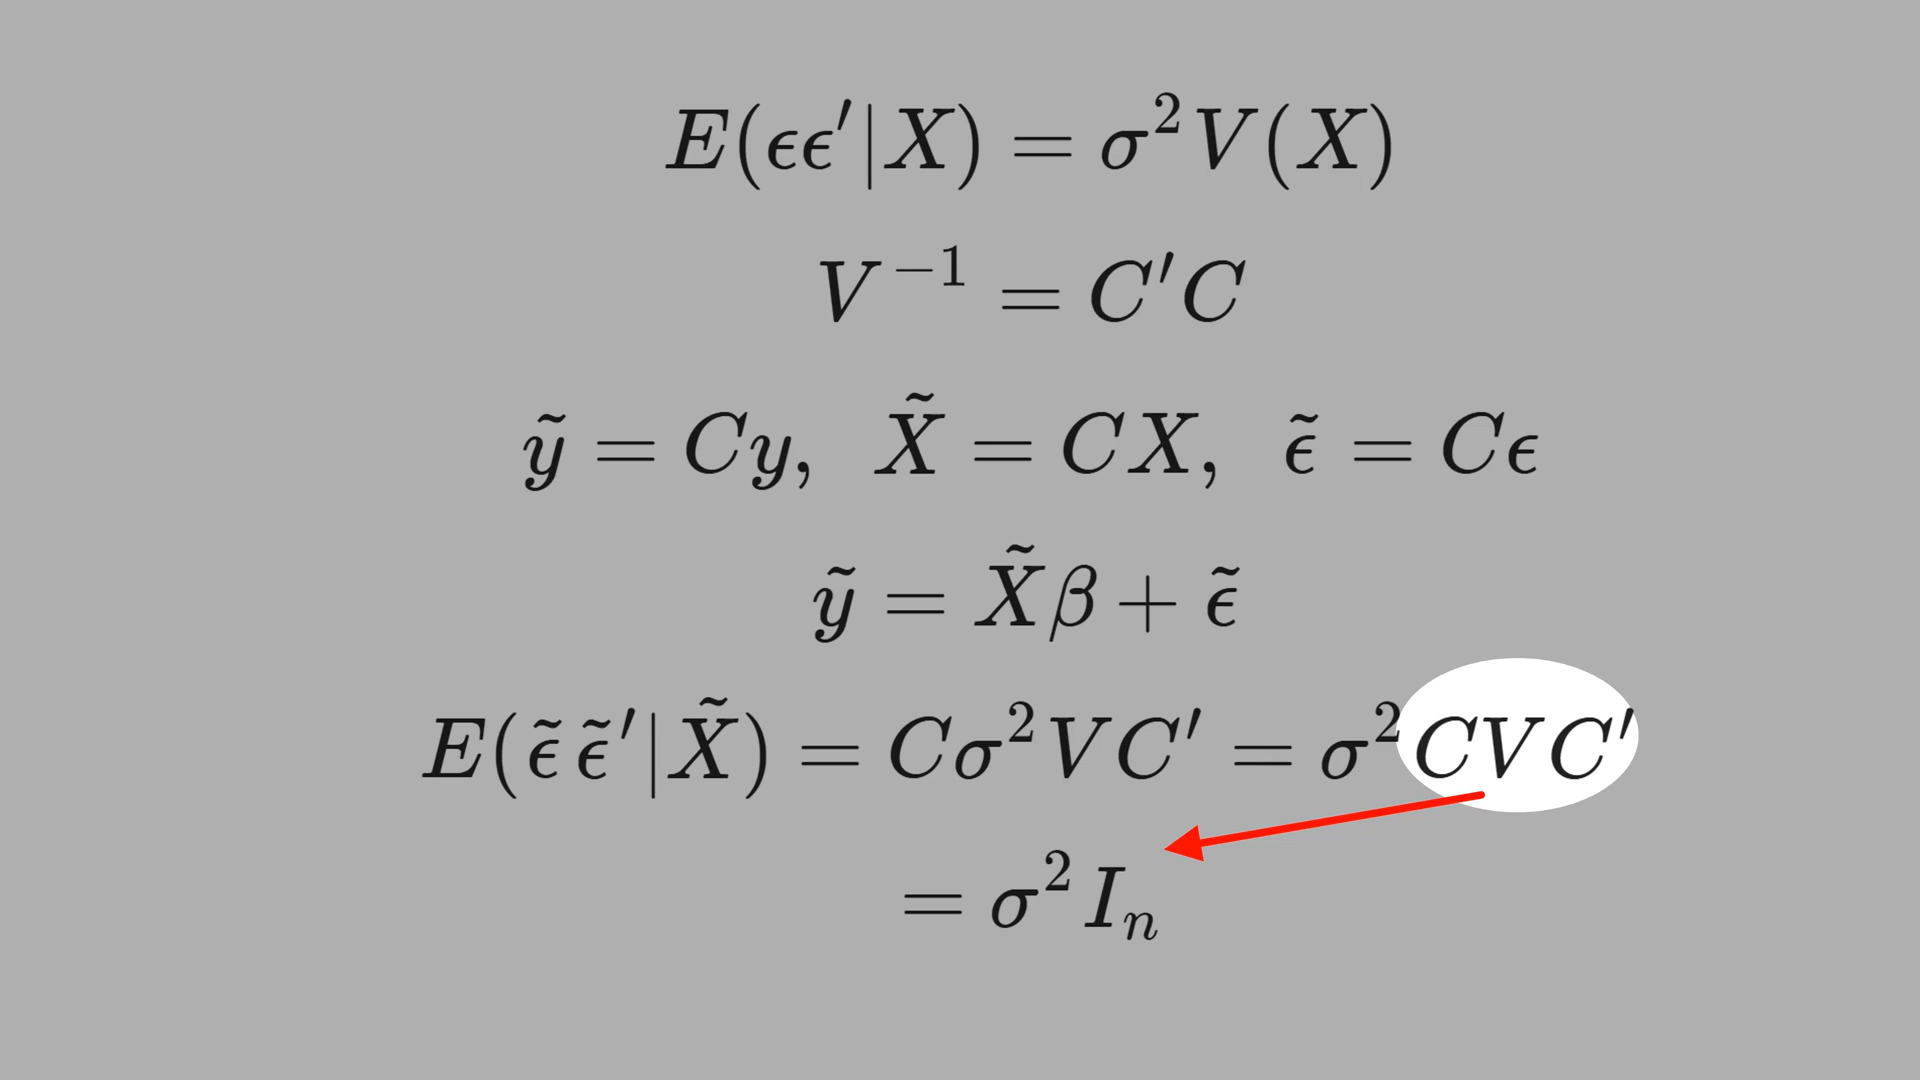 E(ϵϵ′|X) = σ²V(X)
V⁻¹ = C′C
ỹ = Cy, X̃ = CX, ϵ̃ = Cϵ
ỹ = X̃β + ϵ̃
E(ϵ̃ ϵ̃′|X̃) = Cσ²VC′ = σ²CVC′
= σ²Iₙ